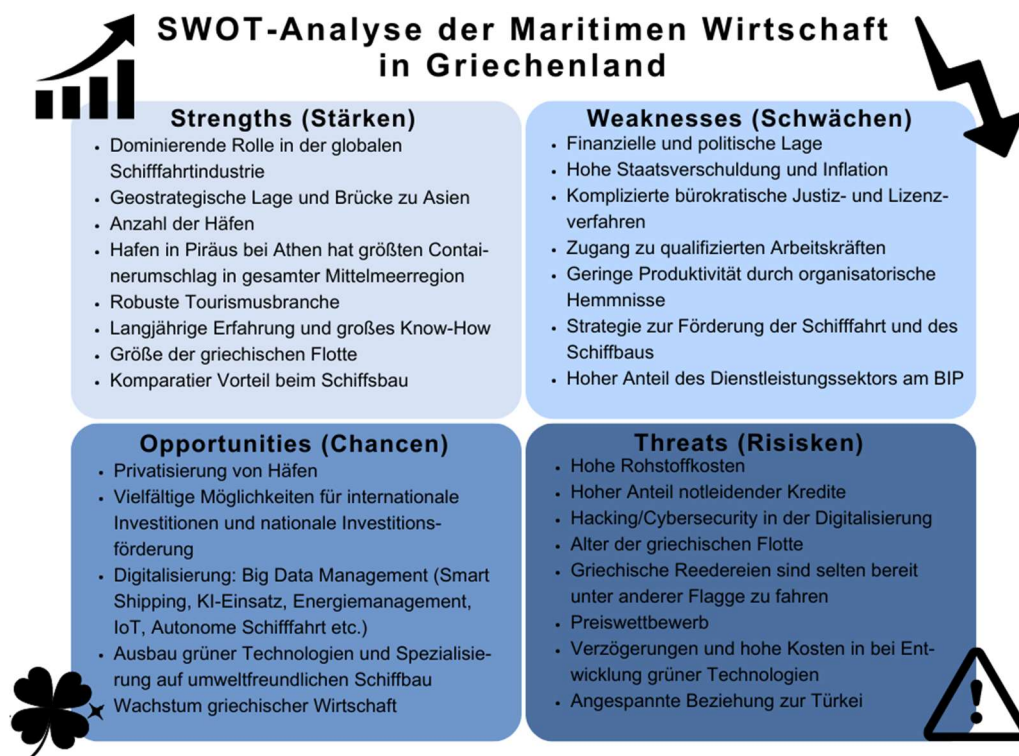 SWOT-Analyse der Maritimen Wirtschaft
in Griechenland
Strengths (Stärken)
• Dominierende Rolle in der globalen
Schifffahrtindustrie
• Geostrategische Lage und Brücke zu Asien
• Anzahl der Häfen
• Hafen in Piräus bei Athen hat größten Contai-
nerumschlag in gesamter Mittelmeerregion
• Robuste Tourismusbranche
• Langjährige Erfahrung und großes Know-How
• Größe der griechischen Flotte
• Komparatier Vorteil beim Schiffsbau
Weaknesses (Schwächen)
• Finanzielle und politische Lage
• Hohe Staatsverschuldung und Inflation
• Komplizierte bürokratische Justiz- und Lizenz-
verfahren
• Zugang zu qualifizierten Arbeitskräften
• Geringe Produktivität durch organisatorische
Hemmnisse
• Strategie zur Förderung der Schifffahrt und des
Schiffbaus
• Hoher Anteil des Dienstleistungssektors am BIP
Opportunities (Chancen)
• Privatisierung von Häfen
• Vielfältige Möglichkeiten für internationale
Investitionen und nationale Investitions-
förderung
• Digitalisierung: Big Data Management (Smart
Shipping, KI-Einsatz, Energiemanagement,
IoT, Autonome Schifffahrt etc.)
• Ausbau grüner Technologien und Spezialisie-
rung auf umweltfreundlichen Schiffbau
• Wachstum griechischer Wirtschaft
Threats (Risisken)
• Hohe Rohstoffkosten
• Hoher Anteil notleidender Kredite
• Hacking/Cybersecurity in der Digitalisierung
• Alter der griechischen Flotte
• Griechische Reedereien sind selten bereit
unter anderer Flagge zu fahren
• Preiswettbewerb
• Verzögerungen und hohe Kosten in bei Ent-
wicklung grüner Technologien
• Angespannte Beziehung zur Türkei